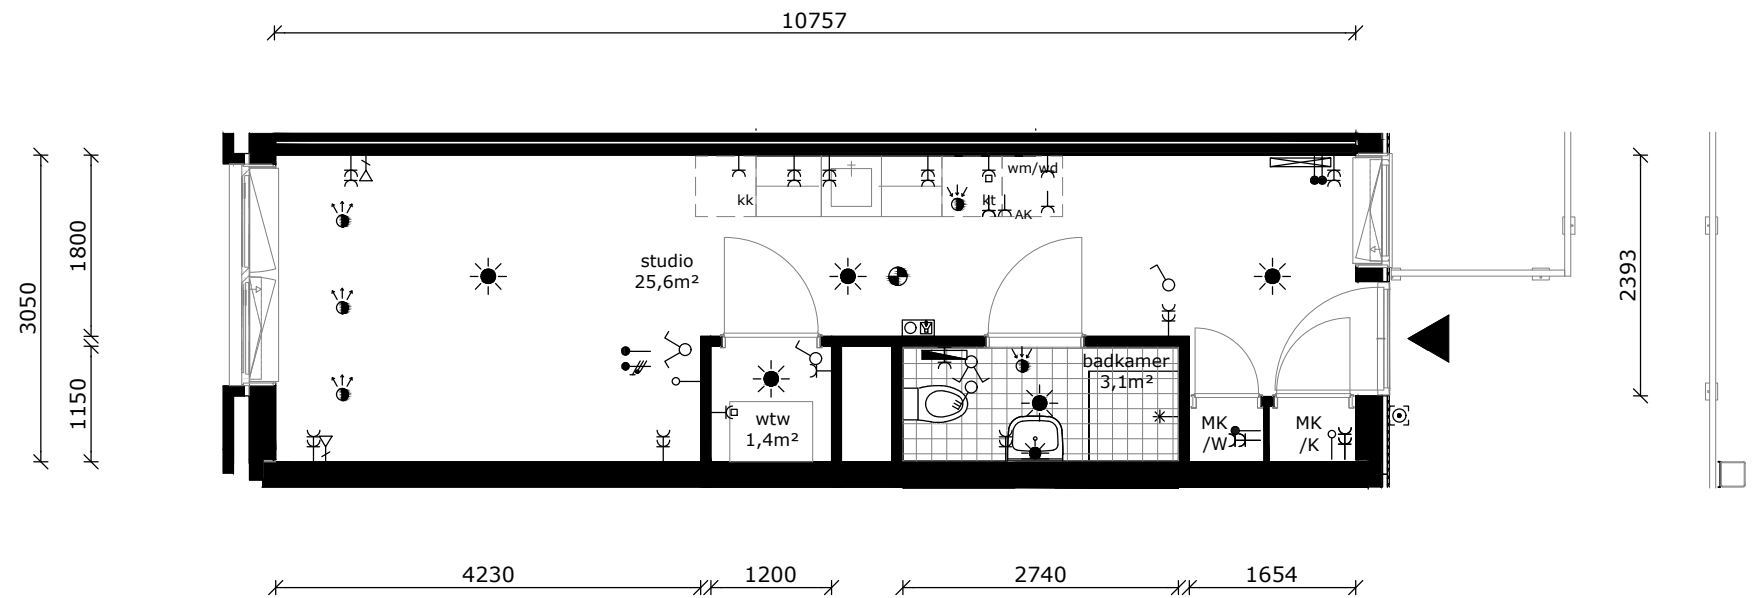 10757
3050
1800
1150
2393
kk
kt
wm/wd
AK
studio
25,6m²
wtw
1,4m²
badkamer
3,1m²
MK
/W
MK
/K
4230
1200
2740
1654